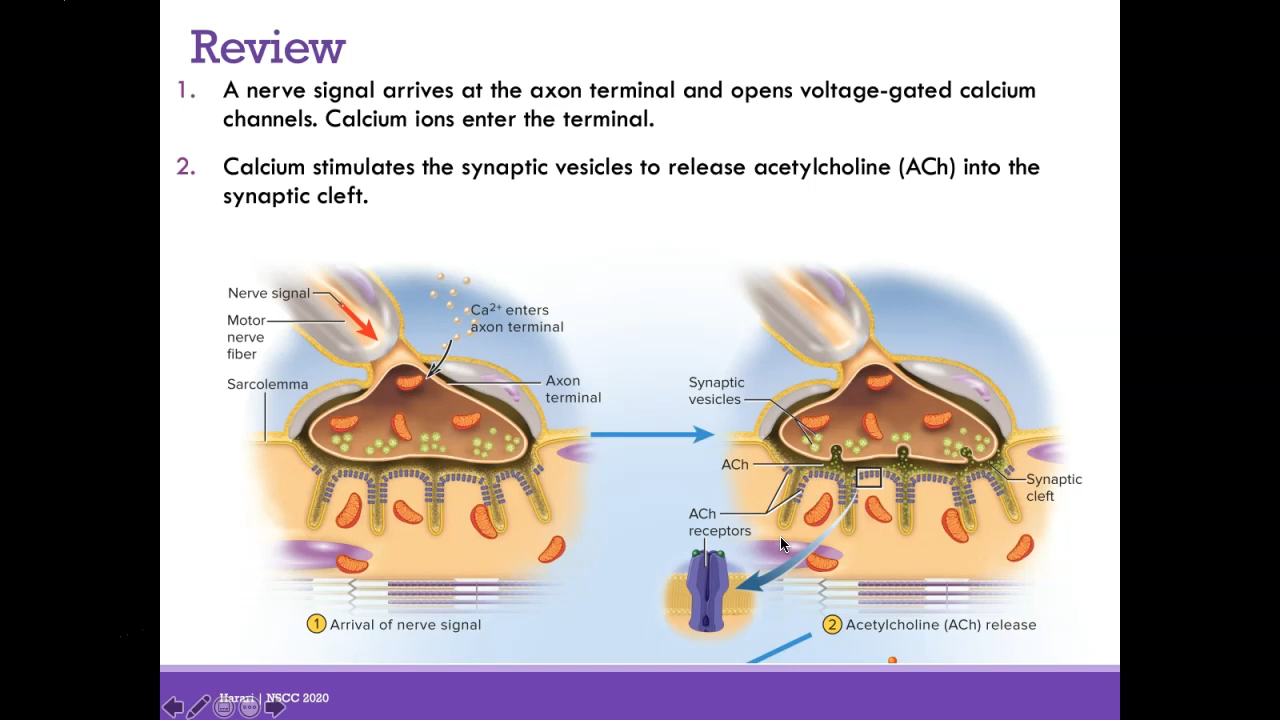 Review
1. A nerve signal arrives at the axon terminal and opens voltage-gated calcium
channels. Calcium ions enter the terminal.
2. Calcium stimulates the synaptic vesicles to release acetylcholine (ACh) into the
synaptic cleft.
Nerve signal
Motor
nerve
fiber
Sarcolemma
Ca²⁺ enters
axon terminal
Axon
terminal
Synaptic
vesicles
ACh
ACh
receptors
Synaptic
cleft
1 Arrival of nerve signal
2 Acetylcholine (ACh) release
Harari | NSCC 2020